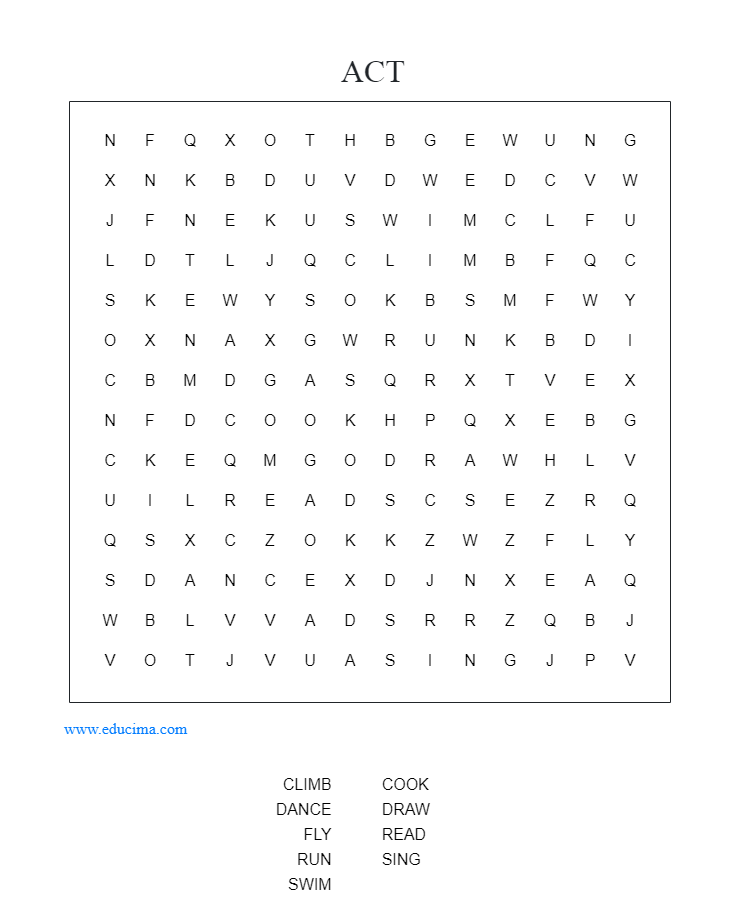 ACT
N F Q X O T H B G E W U N G
X N K B D U V D W E D C V W
J F N E K U S W I M C L F U
L D T L J Q C L I M B F Q C
S K E W Y S O K B S M F W Y
O X N A X G W R U N K B D I
C B M D G A S Q R X T V E X
N F D C O O K H P Q X E B G
C K E Q M G O D R A W H L V
U I L R E A D S C S E Z R Q
Q S X C Z O K K Z W Z F L Y
S D A N C E X D J N X E A Q
W B L V V A D S R R Z Q B J
V O T J V U A S I N G J P V
www.educima.com
CLIMB COOK
DANCE DRAW
FLY READ
RUN SING
SWIM